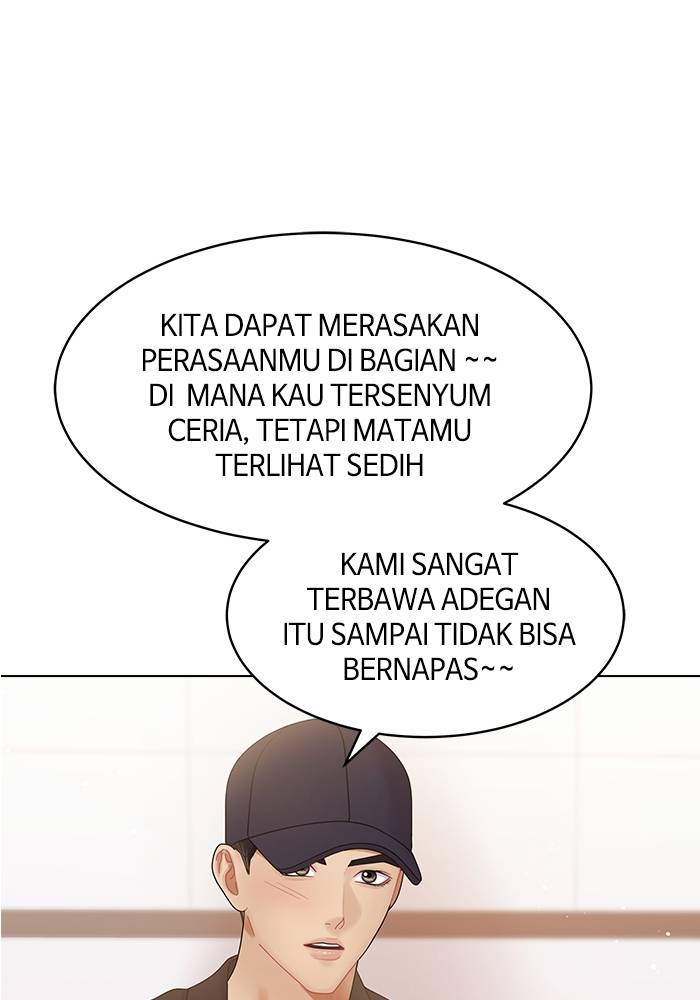 KITA DAPAT MERASAKAN
PERASAANMU DI BAGIAN ~~
DI MANA KAU TERSENYUM
CERIA, TETAPI MATAMU
TERLIHAT SEDIH
KAMI SANGAT
TERBAWA ADEGAN
ITU SAMPAI TIDAK BISA
BERNAPAS~~